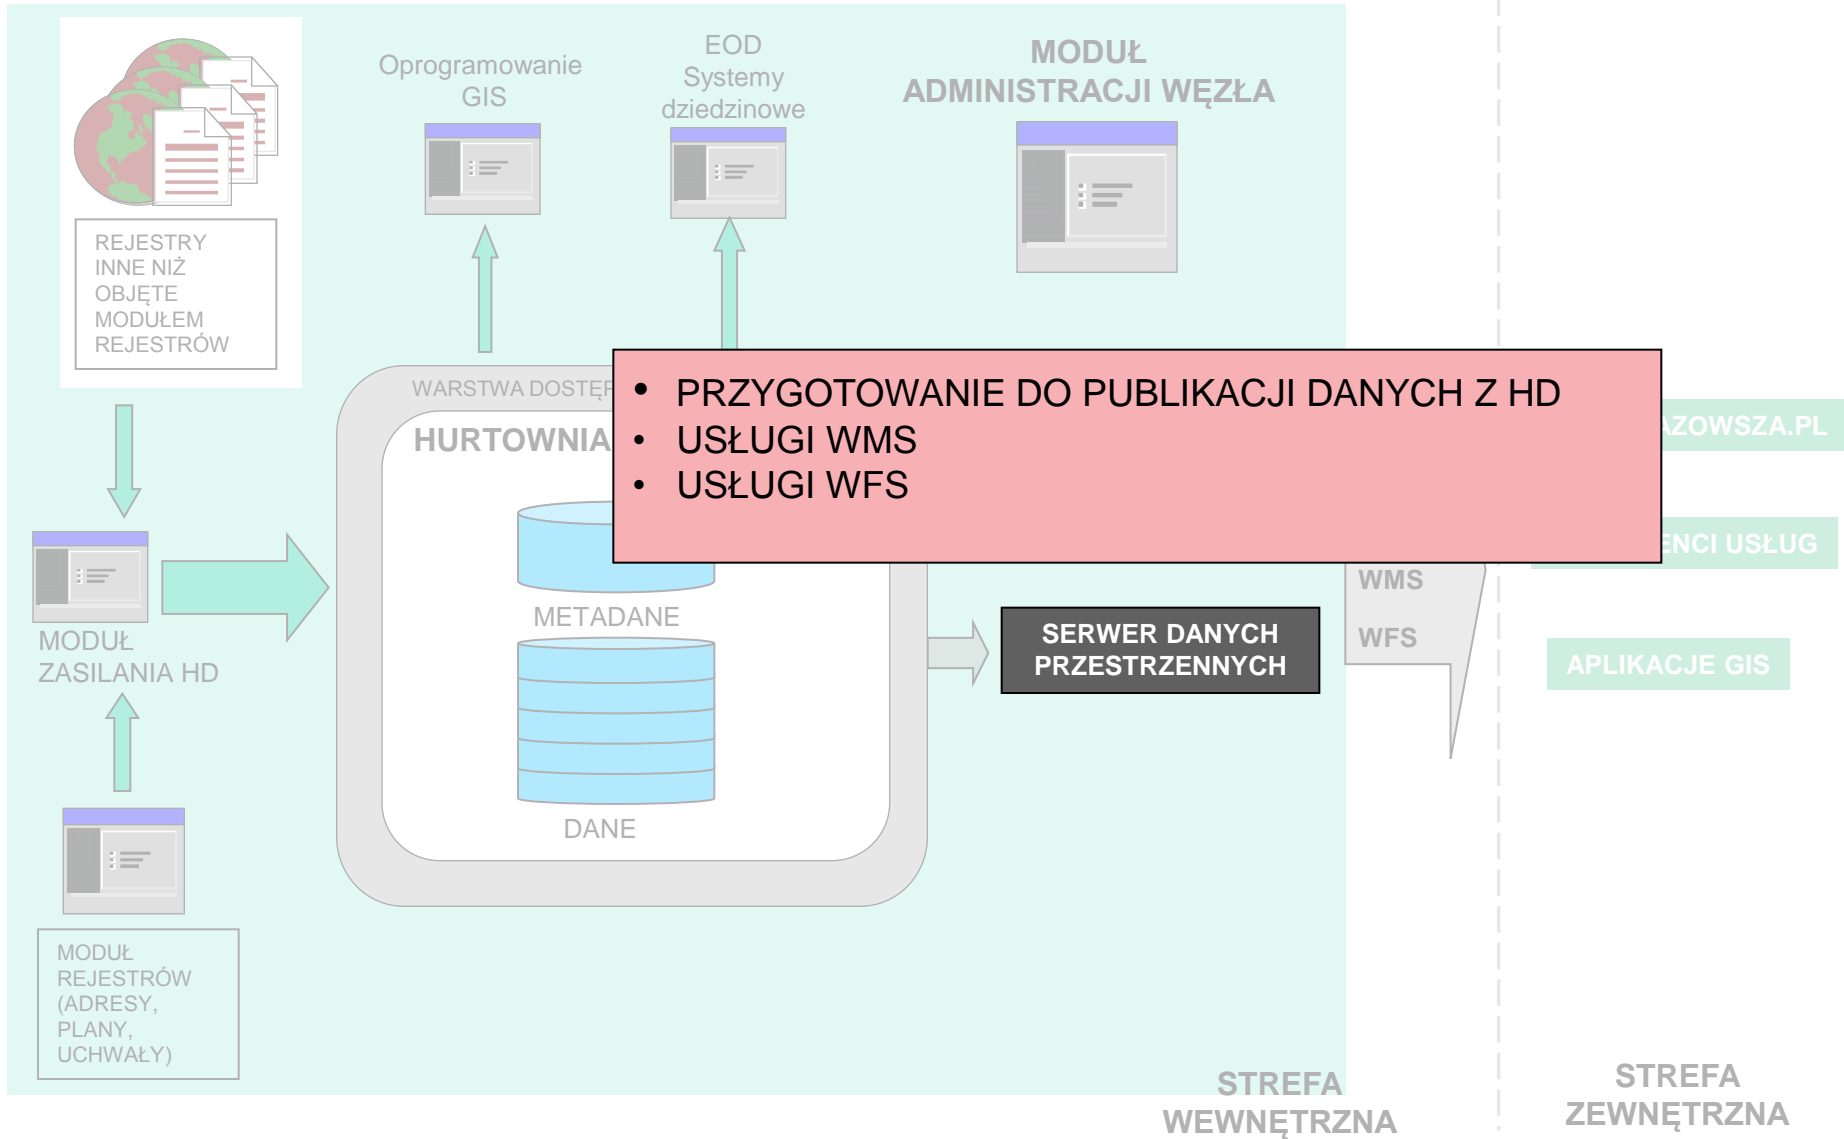 Oprogramowanie
GIS
EOD
Systemy
dziedzinowe
MODUŁ
ADMINISTRACJI WĘZŁA
REJESTRY
INNE NIŻ
OBJĘTE
MODUŁEM
REJESTRÓW
WARSTWA
HURTOWNIA
• PRZYGOTOWANIE DO PUBLIKACJI DANYCH Z HD
• USŁUGI WMS
• USŁUGI WFS
AZOWSZA.PL
ENCI USŁUG
APLIKACJE GIS
METADANE
DANE
MODUŁ
ZASILANIA HD
SERWER DANYCH
PRZESTRZENNYCH
WMS
WFS
MODUŁ
REJESTRÓW
(ADRESY,
PLANY,
UCHWAŁY)
STREFA
WEWNĘTRZNA
STREFA
ZEWNĘTRZNA